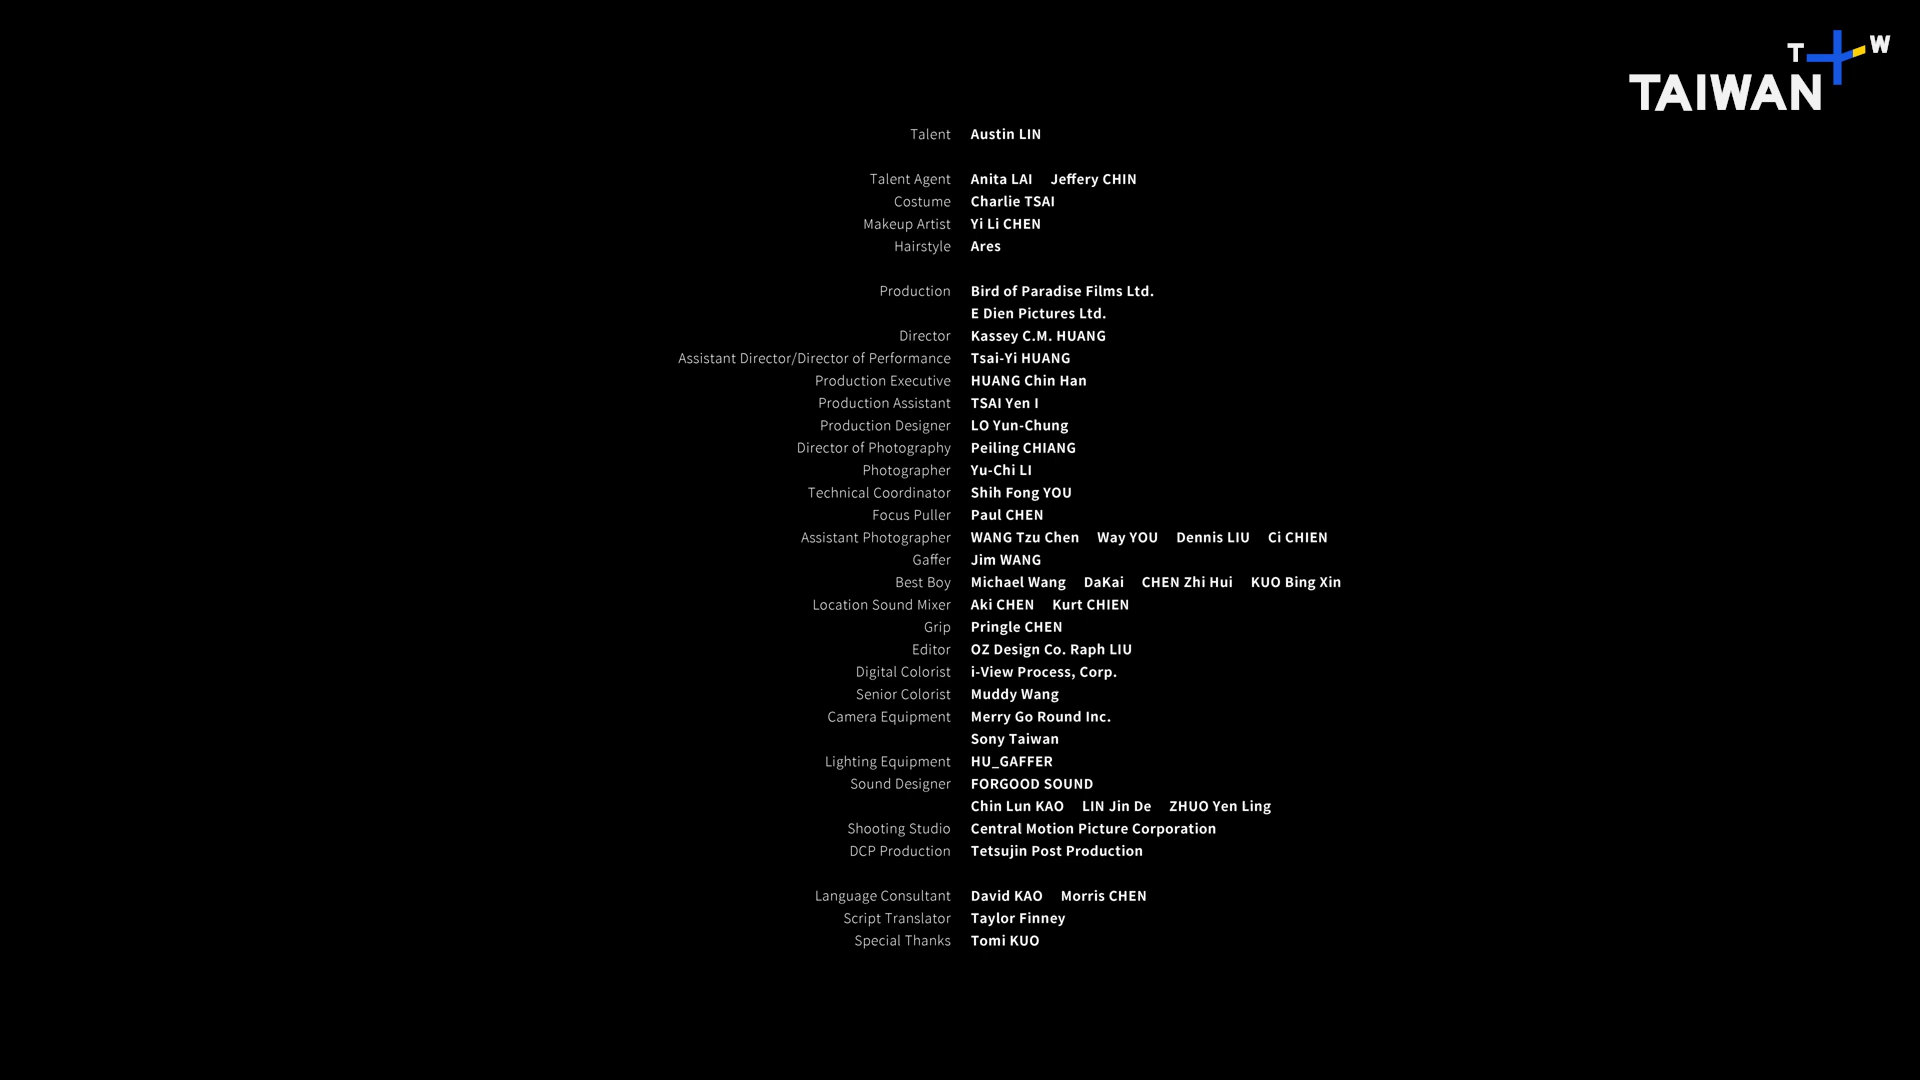 T W
TAIWAN
Talent Austin LIN
Talent Agent Anita LAI Jeffery CHIN
Costume Charlie TSAI
Makeup Artist Yi Li CHEN
Hairstyle Ares
Production Bird of Paradise Films Ltd.
E Dien Pictures Ltd.
Director Kassey C.M. HUANG
Assistant Director/Director of Performance Tsai-Yi HUANG
Production Executive HUANG Chin Han
Production Assistant TSAI Yen I
Production Designer LO Yun-Chung
Director of Photography Peiling CHIANG
Photographer Yu-Chi LI
Technical Coordinator Shih Fong YOU
Focus Puller Paul CHEN
Assistant Photographer WANG Tzu Chen Way YOU Dennis LIU Ci CHIEN
Gaffer Jim WANG
Best Boy Michael Wang DaKai CHEN Zhi Hui KUO Bing Xin
Location Sound Mixer Aki CHEN Kurt CHIEN
Grip Pringle CHEN
Editor OZ Design Co. Raph LIU
Digital Colorist i-View Process, Corp.
Senior Colorist Muddy Wang
Camera Equipment Merry Go Round Inc.
Sony Taiwan
Lighting Equipment HU_GAFFER
Sound Designer FORGOOD SOUND
Chin Lun KAO LIN Jin De ZHUO Yen Ling
Shooting Studio Central Motion Picture Corporation
DCP Production Tetsujin Post Production
Language Consultant David KAO Morris CHEN
Script Translator Taylor Finney
Special Thanks Tomi KUO